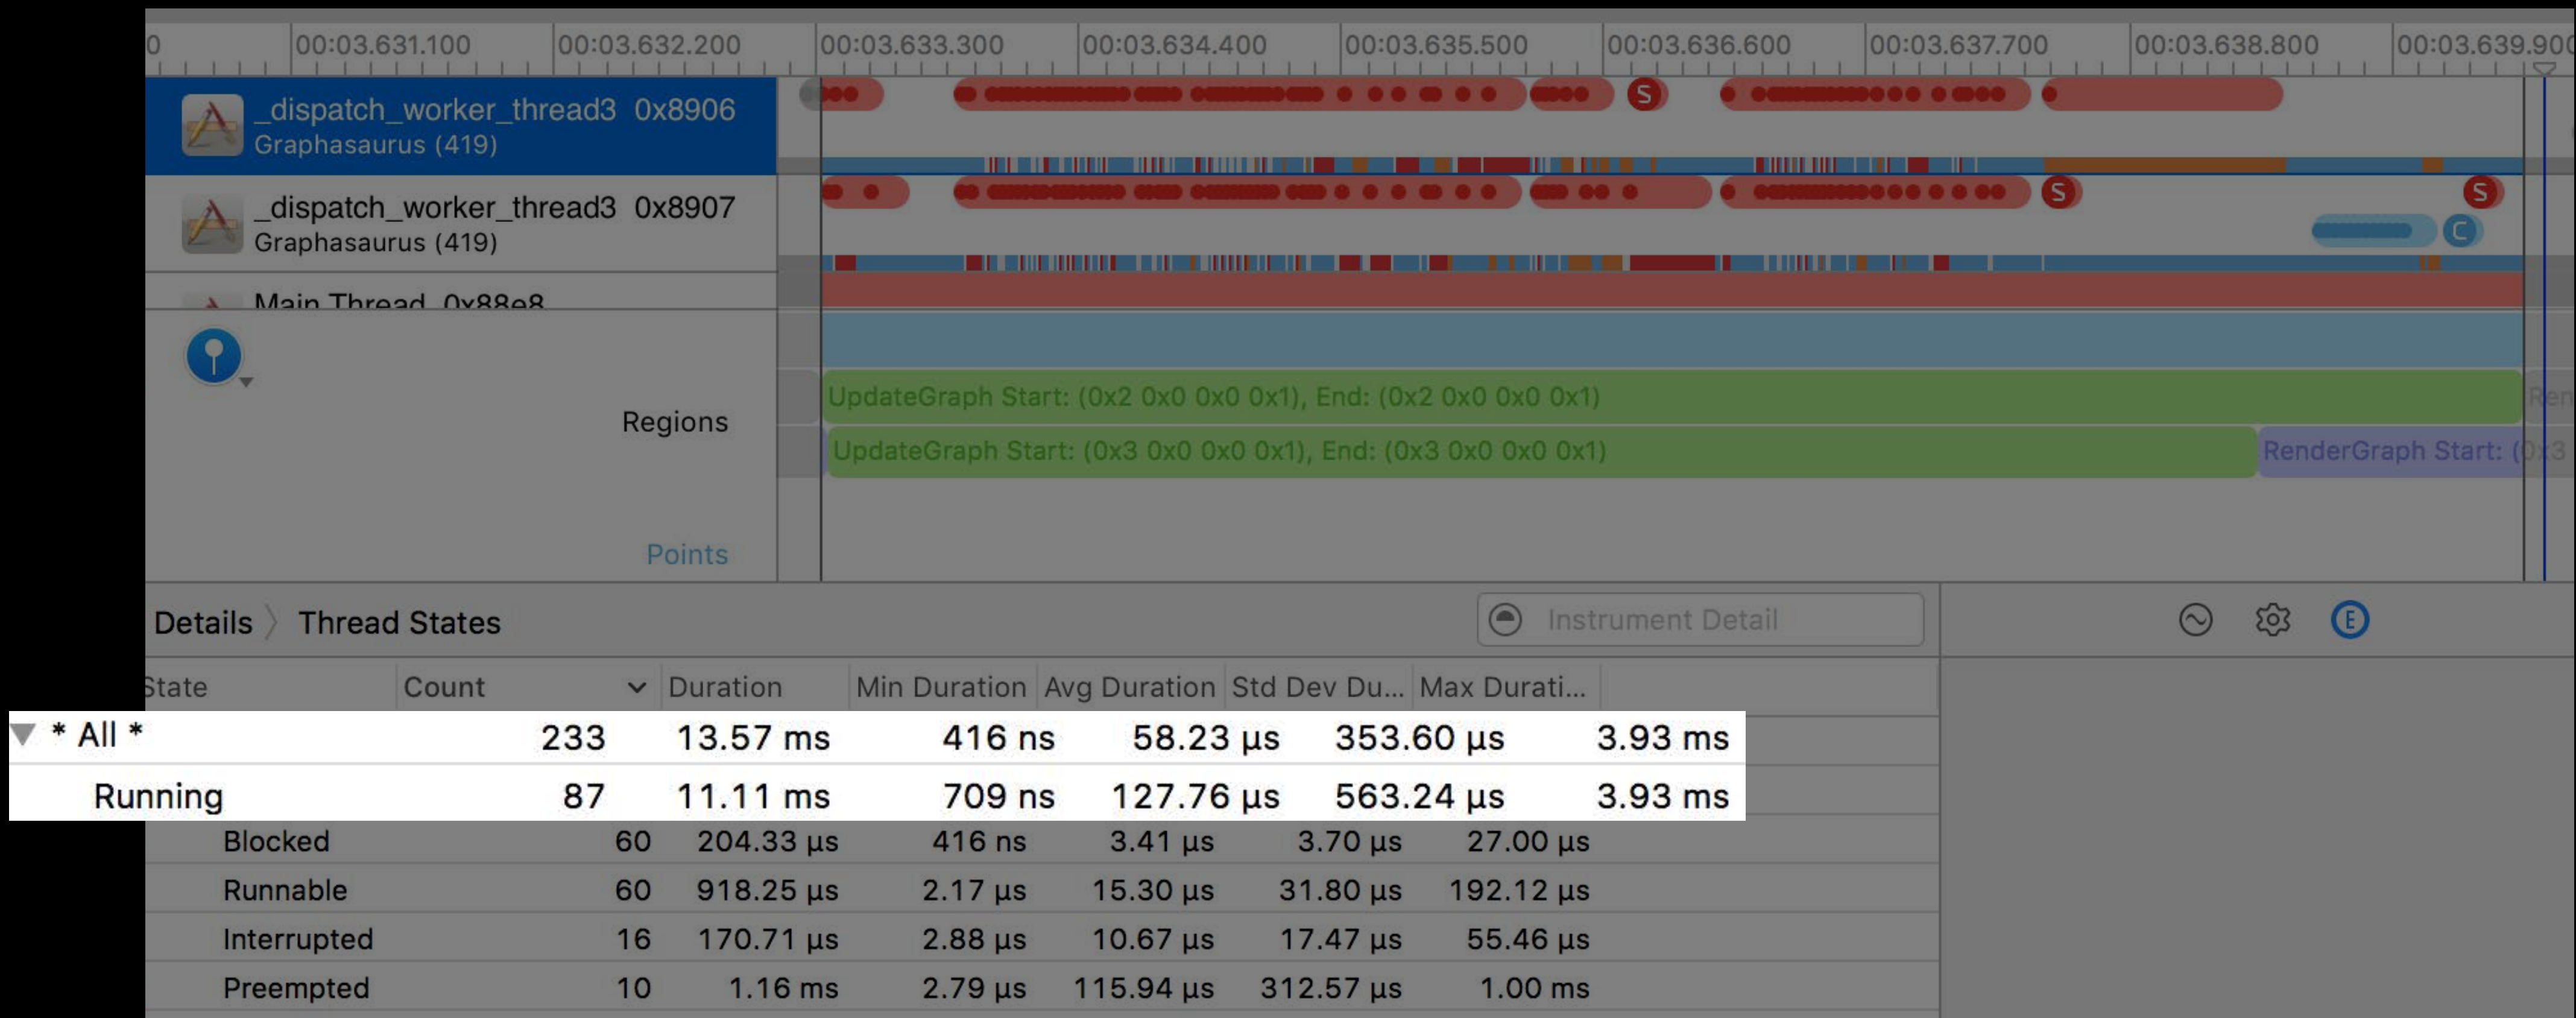 0 00:03.631.100 00:03.632.200 00:03.633.300 00:03.634.400 00:03.635.500 00:03.636.600 00:03.637.700 00:03.638.800 00:03.639.900
_dispatch_worker_thread3 0x8906
Graphasaurus (419)
S
_dispatch_worker_thread3 0x8907
Graphasaurus (419)
S S
C
Main Thread 0x88e8
UpdateGraph Start: (0x2 0x0 0x0 0x1), End: (0x2 0x0 0x0 0x1) Ren
Regions
UpdateGraph Start: (0x3 0x0 0x0 0x1), End: (0x3 0x0 0x0 0x1) RenderGraph Start: (0x3
Points
Details Thread States Instrument Detail E
State Count Duration Min Duration Avg Duration Std Dev Du... Max Durati...
* All * 233 13.57 ms 416 ns 58.23 µs 353.60 µs 3.93 ms
Running 87 11.11 ms 709 ns 127.76 µs 563.24 µs 3.93 ms
Blocked 60 204.33 µs 416 ns 3.41 µs 3.70 µs 27.00 µs
Runnable 60 918.25 µs 2.17 µs 15.30 µs 31.80 µs 192.12 µs
Interrupted 16 170.71 µs 2.88 µs 10.67 µs 17.47 µs 55.46 µs
Preempted 10 1.16 ms 2.79 µs 115.94 µs 312.57 µs 1.00 ms